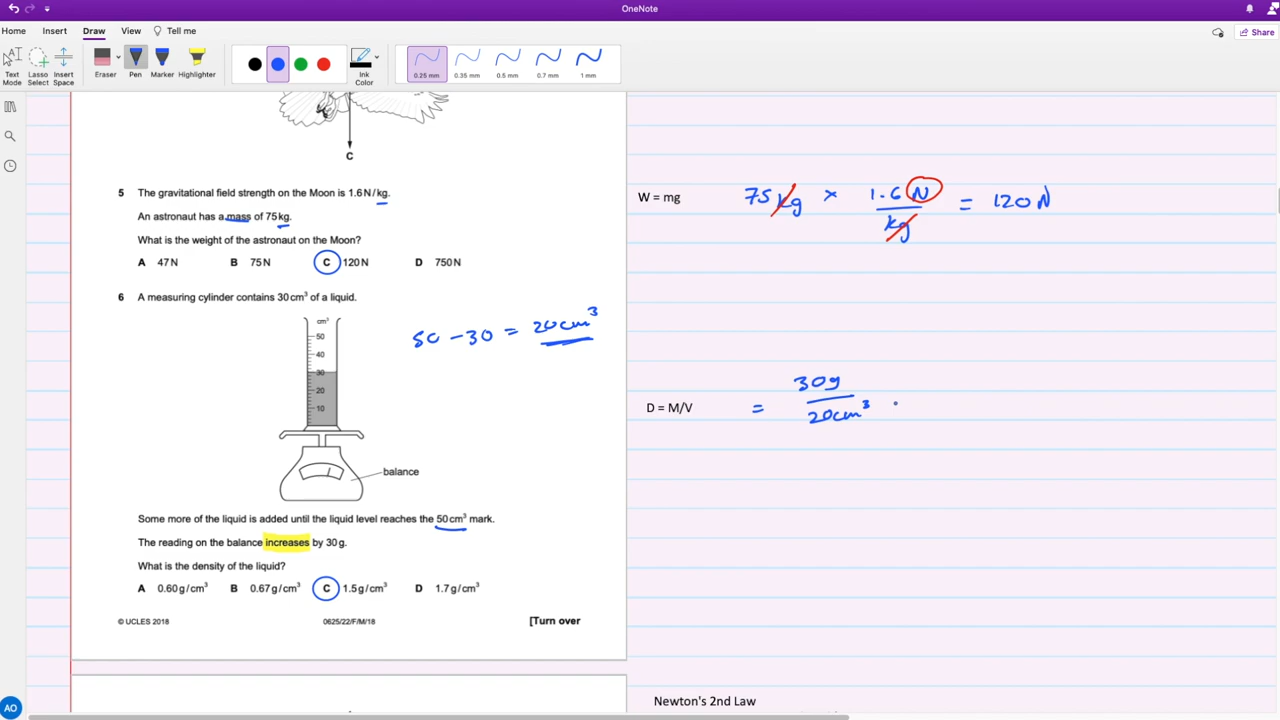 OneNote
Home Insert Draw View Tell me
Share
Text Mode
Lasso Select
Insert Space
Eraser
Pen
Marker
Highlighter
Ink Color
0.25 mm
0.35 mm
0.5 mm
0.7 mm
1 mm
C
5 The gravitational field strength on the Moon is 1.6 N/kg.
An astronaut has a mass of 75 kg.
What is the weight of the astronaut on the Moon?
A 47 N B 75 N C 120 N D 750 N
W = mg
75 kg × 1.6 N / kg = 120 N
6 A measuring cylinder contains 30 cm³ of a liquid.
cm³
50
40
30
20
10
balance
50 - 30 = 20 cm³
D = M/V
= 30g / 20cm³
Some more of the liquid is added until the liquid level reaches the 50 cm³ mark.
The reading on the balance increases by 30 g.
What is the density of the liquid?
A 0.60 g/cm³ B 0.67 g/cm³ C 1.5 g/cm³ D 1.7 g/cm³
© UCLES 2018 0625/22/F/M/18 [Turn over
Newton's 2nd Law
AO